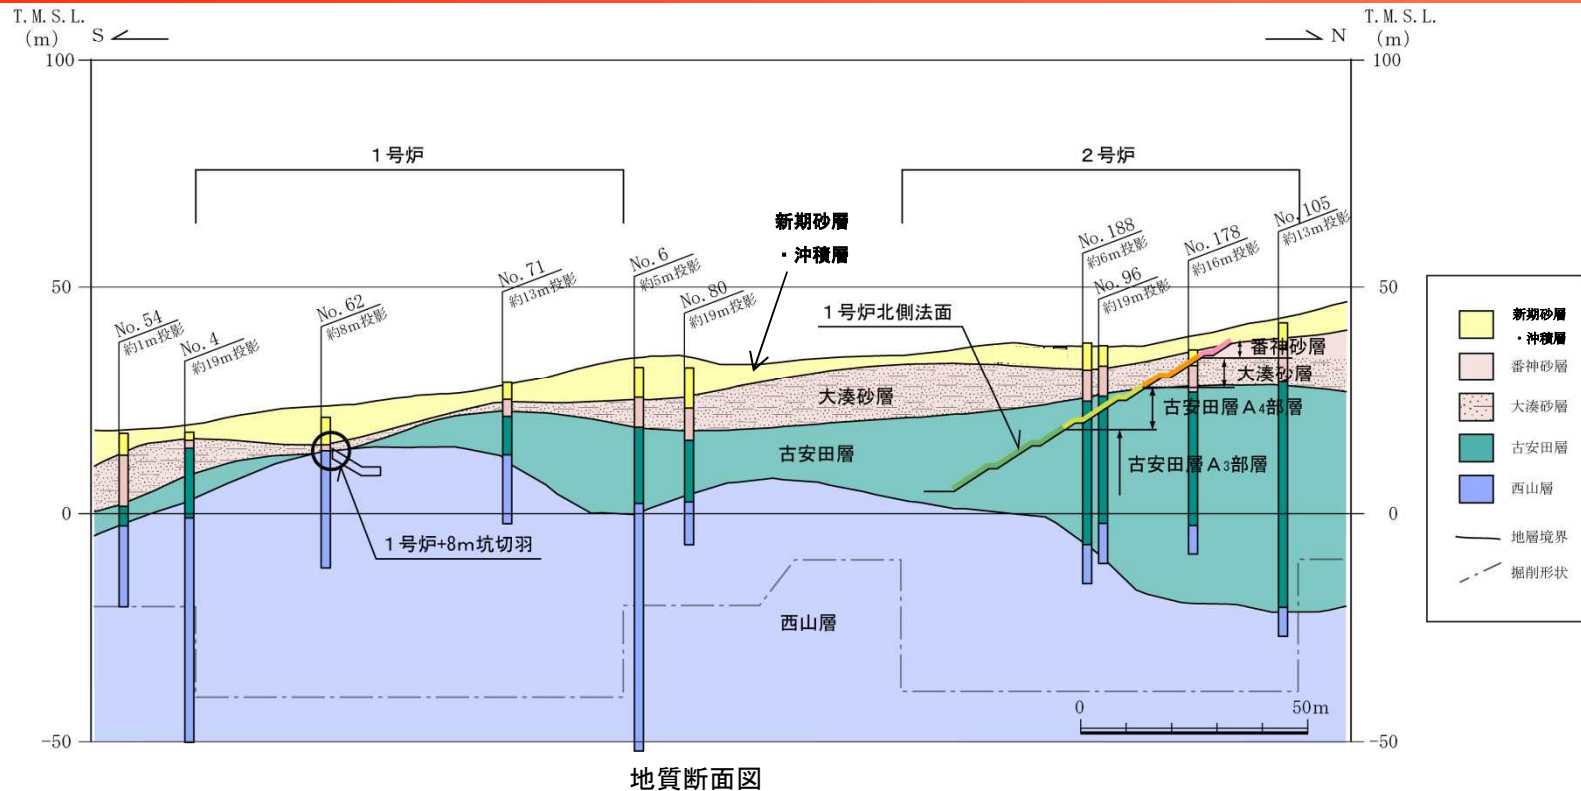 T. M. S. L.
(m)
S
N
T. M. S. L.
(m)
100
100
1号炉
2号炉
新期砂層
・沖積層
No. 54
約1m投影
No. 4
約19m投影
No. 62
約8m投影
No. 71
約13m投影
No. 6
約5m投影
No. 80
約19m投影
No. 188
約6m投影
No. 96
約19m投影
No. 178
約16m投影
No. 105
約13m投影
50
50
1号炉北側法面
番神砂層
大湊砂層
大湊砂層
古安田層A4部層
古安田層
古安田層A3部層
0
0
1号炉+8m坑切羽
西山層
0
50m
-50
-50
新期砂層
・沖積層
番神砂層
大湊砂層
古安田層
西山層
地層境界
掘削形状
地質断面図